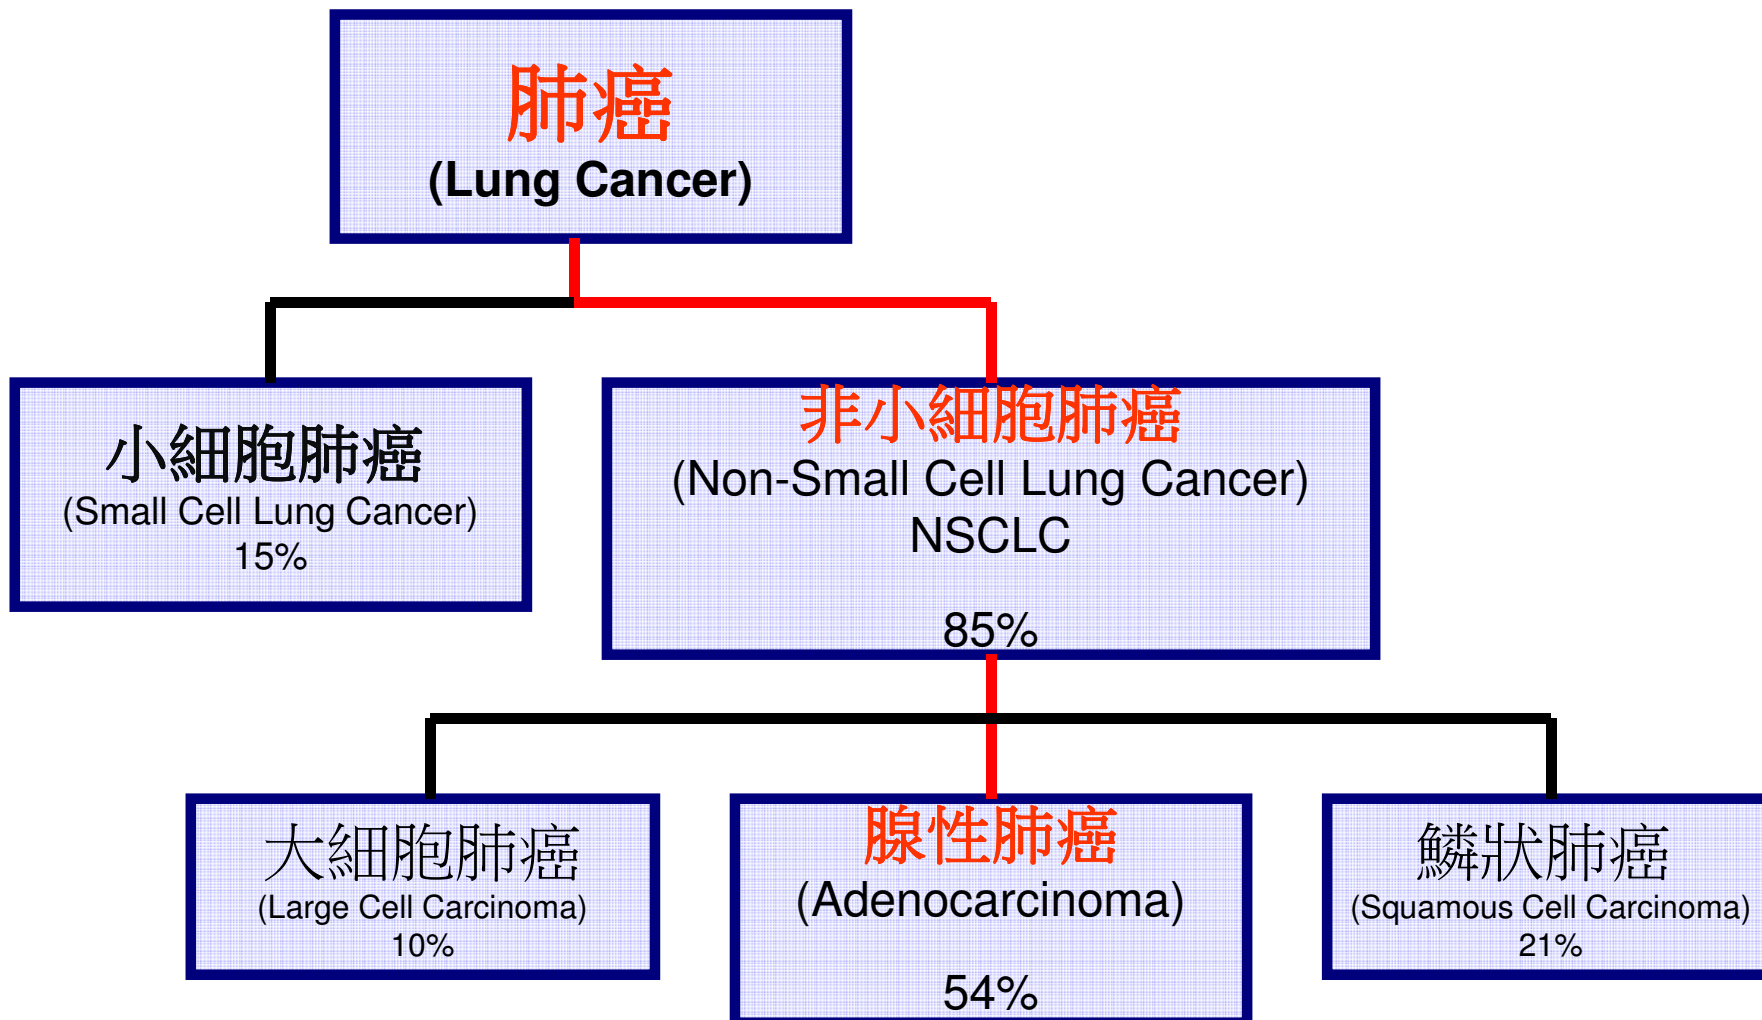 肺癌
(Lung Cancer)
小細胞肺癌
(Small Cell Lung Cancer)
15%
非小細胞肺癌
(Non-Small Cell Lung Cancer)
NSCLC
85%
大細胞肺癌
(Large Cell Carcinoma)
10%
腺性肺癌
(Adenocarcinoma)
54%
鱗狀肺癌
(Squamous Cell Carcinoma)
21%